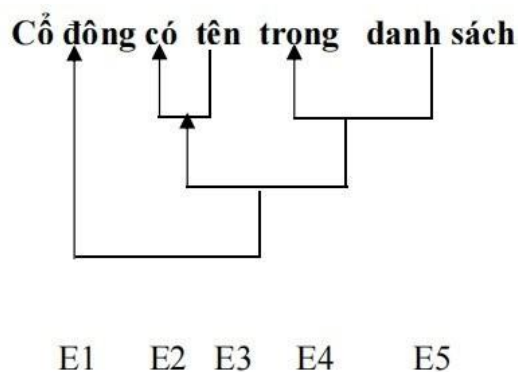 Cổ đông có tên trong danh sách
E1 E2 E3 E4 E5